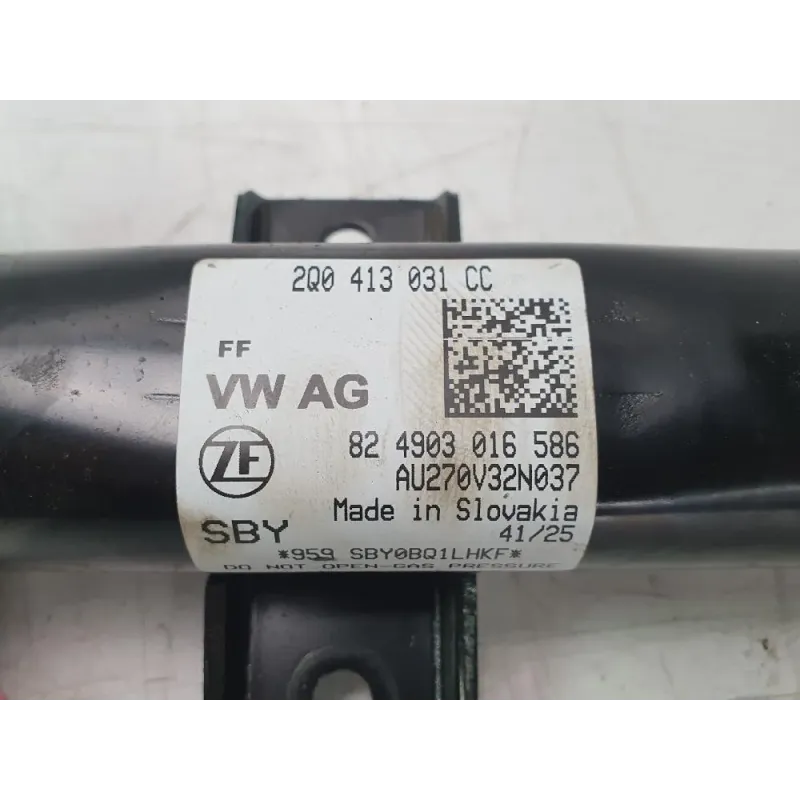 2Q0 413 031 CC
FF
VW AG
82 4903 016 586
ZF
AU270V32N037
Made in Slovakia
SBY
41/25
*959 SBY0BQ1LHKF*
DO NOT OPEN-GAS PRESSURE